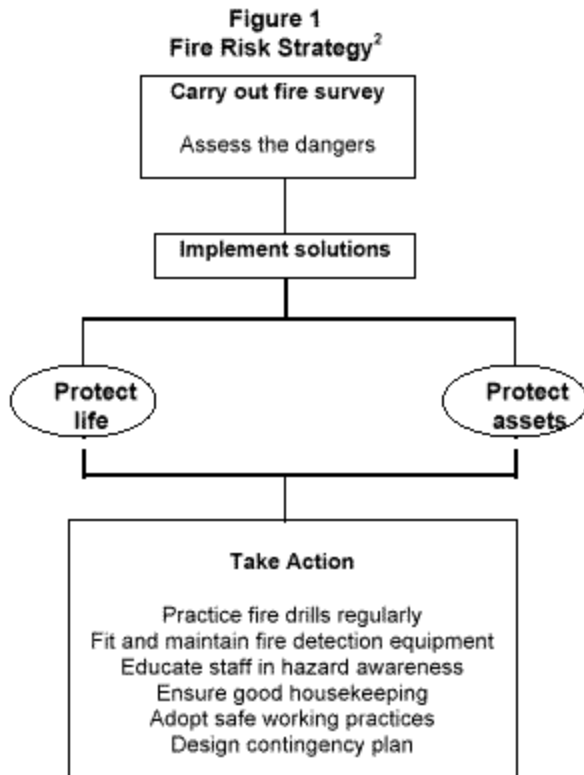 Figure 1
Fire Risk Strategy²
Carry out fire survey
Assess the dangers
Implement solutions
Protect
life
Protect
assets
Take Action
Practice fire drills regularly
Fit and maintain fire detection equipment
Educate staff in hazard awareness
Ensure good housekeeping
Adopt safe working practices
Design contingency plan